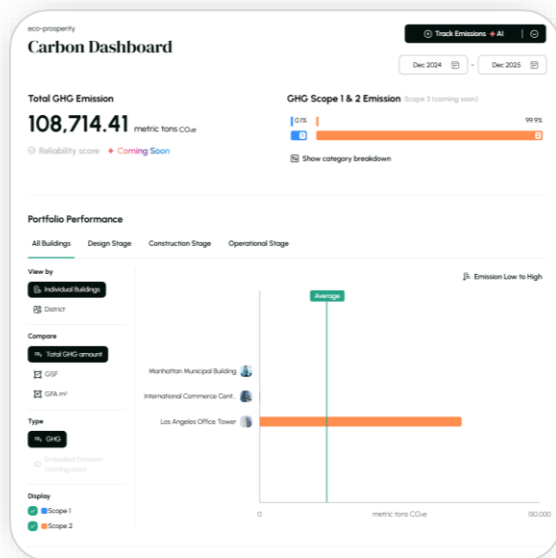 eco-prosperity
Carbon Dashboard
Track Emissions AI
Dec 2024 - Dec 2025
Total GHG Emission
108,714.41 metric tons CO₂e
Reliability score Coming Soon
GHG Scope 1 & 2 Emission Scope 3 (coming soon)
0.1% 99.9%
Show category breakdown
Portfolio Performance
All Buildings Design Stage Construction Stage Operational Stage
View by
Individual Buildings
District
Compare
Total GHG amount
GSF
GFA m²
Type
GHG
Embodied Emission
(coming soon)
Display
Scope 1
Scope 2
Emission Low to High
Average
Manhattan Municipal Building
International Commerce Cent..
Los Angeles Office Tower
0 metric tons CO₂e 150,000